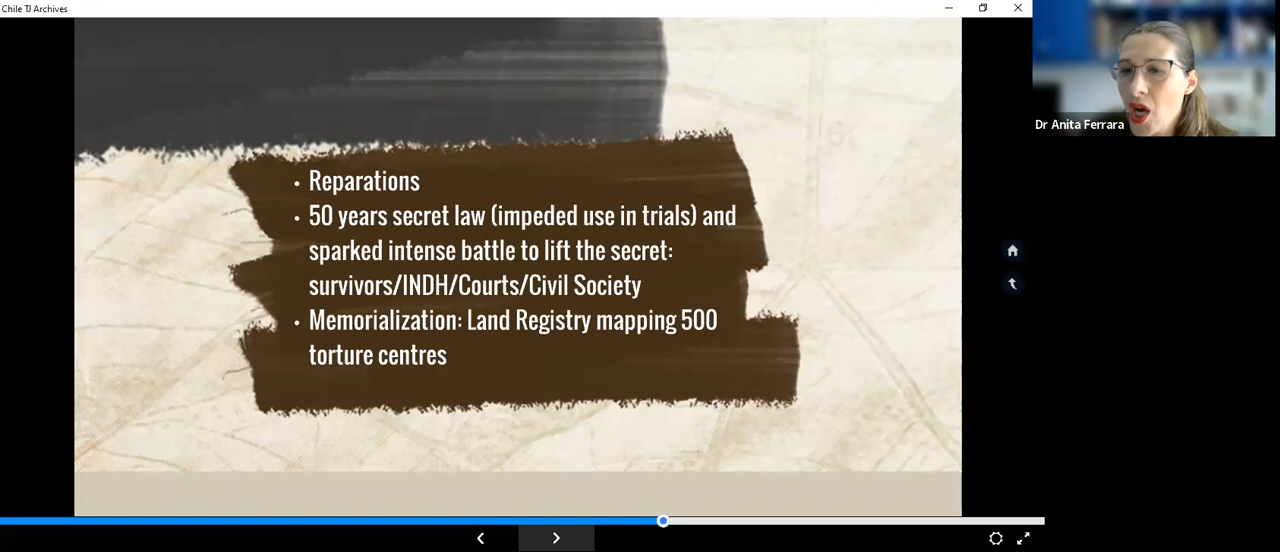 Chile TJ Archives
Dr Anita Ferrara
• Reparations
• 50 years secret law (impeded use in trials) and
sparked intense battle to lift the secret:
survivors/INDH/Courts/Civil Society
• Memorialization: Land Registry mapping 500
torture centres